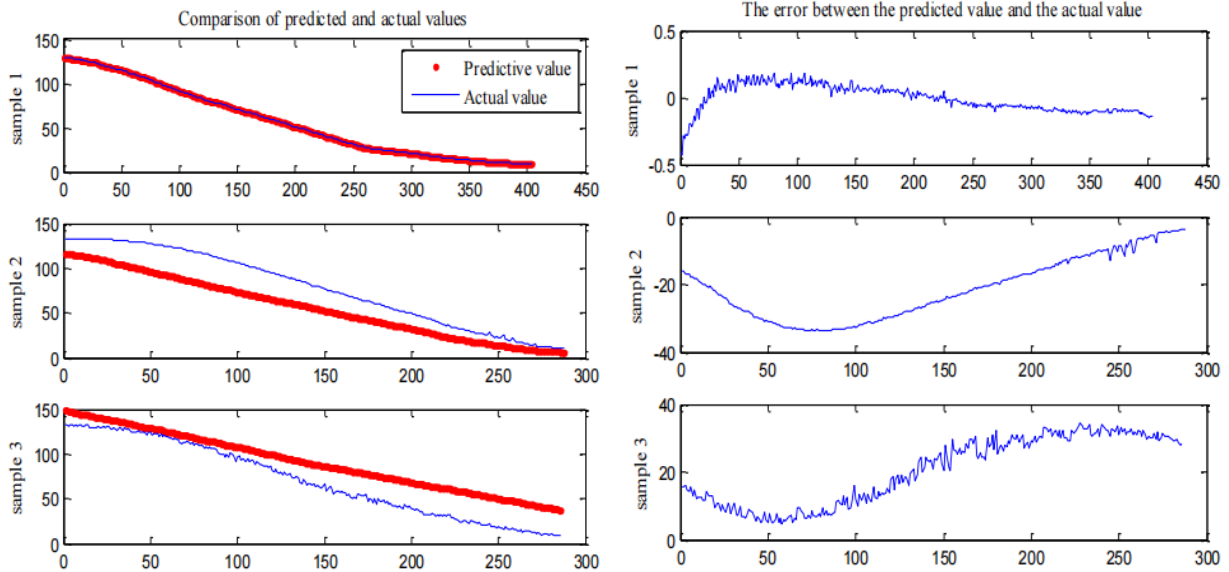 Comparison of predicted and actual values
150
100
50
0
sample 1
Predictive value
Actual value
0 50 100 150 200 250 300 350 400 450
150
100
50
0
sample 2
0 50 100 150 200 250 300
150
100
50
0
sample 3
0 50 100 150 200 250 300
The error between the predicted value and the actual value
0.5
0
-0.5
sample 1
0 50 100 150 200 250 300 350 400 450
0
-20
-40
sample 2
0 50 100 150 200 250 300
40
20
0
sample 3
0 50 100 150 200 250 300